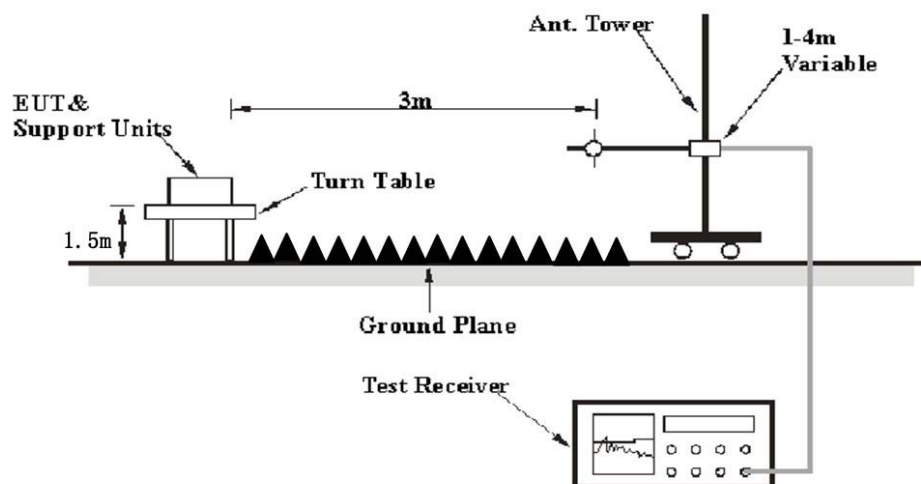 Ant. Tower
1-4m
Variable
EUT&
Support Units
3m
Turn Table
1.5m
Ground Plane
Test Receiver